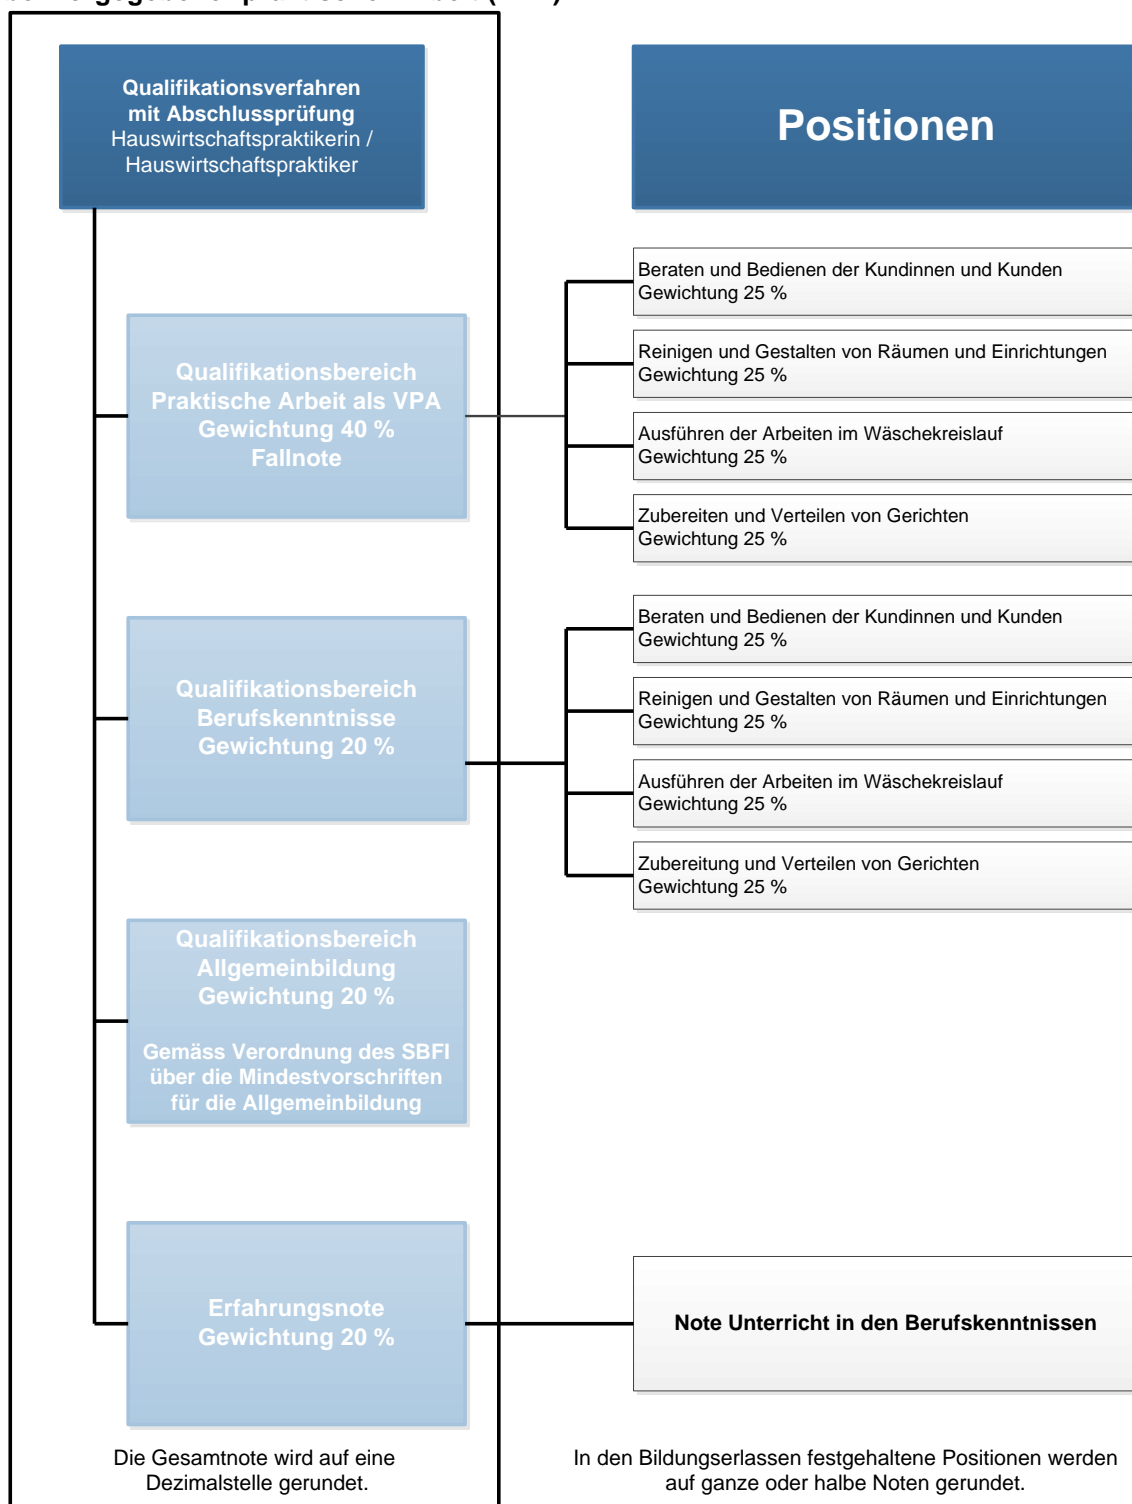 Qualifikationsverfahren
mit Abschlussprüfung
Hauswirtschaftspraktikerin /
Hauswirtschaftspraktiker
Positionen
Qualifikationsbereich
Praktische Arbeit als VPA
Gewichtung 40 %
Fallnote
Beraten und Bedienen der Kundinnen und Kunden
Gewichtung 25 %
Reinigen und Gestalten von Räumen und Einrichtungen
Gewichtung 25 %
Ausführen der Arbeiten im Wäschekreislauf
Gewichtung 25 %
Zubereiten und Verteilen von Gerichten
Gewichtung 25 %
Qualifikationsbereich
Berufskenntnisse
Gewichtung 20 %
Beraten und Bedienen der Kundinnen und Kunden
Gewichtung 25 %
Reinigen und Gestalten von Räumen und Einrichtungen
Gewichtung 25 %
Ausführen der Arbeiten im Wäschekreislauf
Gewichtung 25 %
Zubereitung und Verteilen von Gerichten
Gewichtung 25 %
Qualifikationsbereich
Allgemeinbildung
Gewichtung 20 %
Gemäss Verordnung des SBFI
über die Mindestvorschriften
für die Allgemeinbildung
Erfahrungsnote
Gewichtung 20 %
Note Unterricht in den Berufskenntnissen
Die Gesamtnote wird auf eine
Dezimalstelle gerundet.
In den Bildungserlassen festgehaltene Positionen werden
auf ganze oder halbe Noten gerundet.